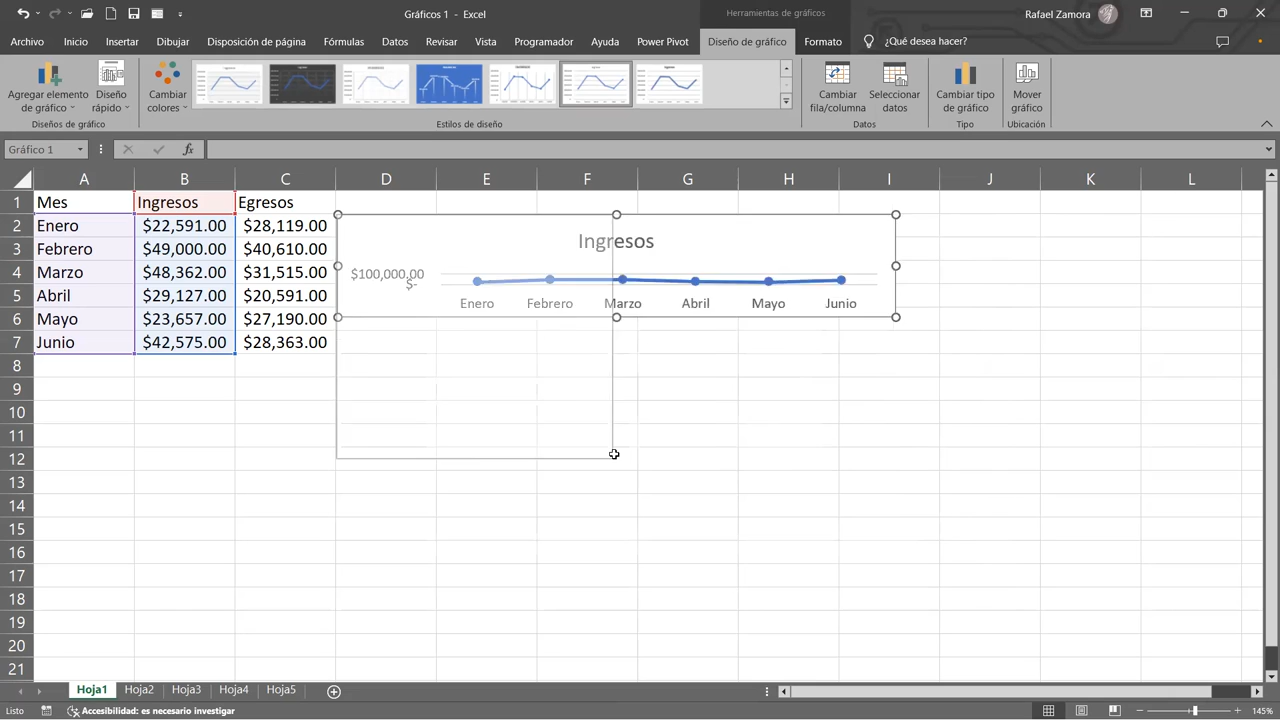 Gráficos 1 - Excel
Herramientas de gráficos
Rafael Zamora
Archivo Inicio Insertar Dibujar Disposición de página Fórmulas Datos Revisar Vista Programador Ayuda Power Pivot Diseño de gráfico Formato ¿Qué desea hacer?
Agregar elemento de gráfico
Diseño rápido
Cambiar colores
Cambiar fila/columna
Seleccionar datos
Cambiar tipo de gráfico
Mover gráfico
Diseños de gráfico
Estilos de diseño
Datos
Tipo
Ubicación
Gráfico 1
fx
A B C D E F G H I J K L
1 Mes Ingresos Egresos
2 Enero $22,591.00 $28,119.00
3 Febrero $49,000.00 $40,610.00
4 Marzo $48,362.00 $31,515.00
5 Abril $29,127.00 $20,591.00
6 Mayo $23,657.00 $27,190.00
7 Junio $42,575.00 $28,363.00
8
9
10
11
12
13
14
15
16
17
18
19
20
21
Ingresos
$100,000.00
$-
Enero Febrero Marzo Abril Mayo Junio
Hoja1 Hoja2 Hoja3 Hoja4 Hoja5
Listo
Accesibilidad: es necesario investigar
145%